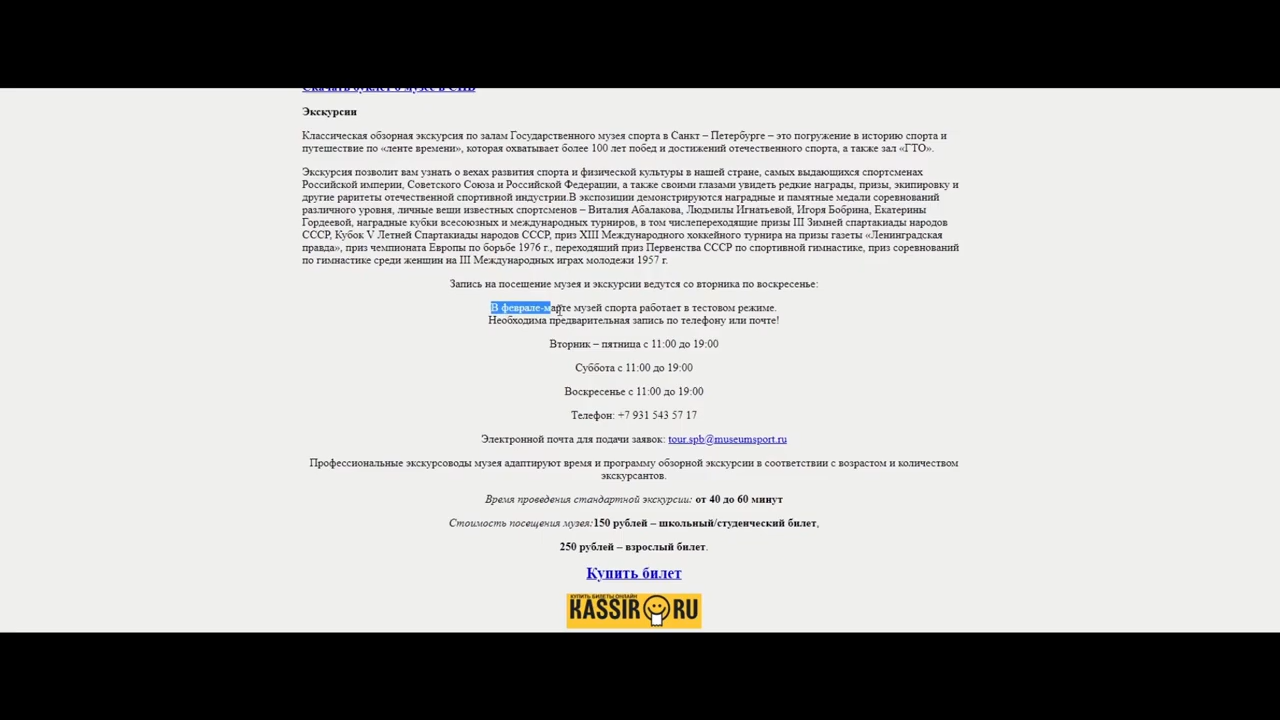 Скачать буклет о музее в СПБ
Экскурсии
Классическая обзорная экскурсия по залам Государственного музея спорта в Санкт – Петербурге – это погружение в историю спорта и
путешествие по «ленте времени», которая охватывает более 100 лет побед и достижений отечественного спорта, а также зал «ГТО».
Экскурсия позволит вам узнать о вехах развития спорта и физической культуры в нашей стране, самых выдающихся спортсменах
Российской империи, Советского Союза и Российской Федерации, а также своими глазами увидеть редкие награды, призы, экипировку и
другие раритеты отечественной спортивной индустрии.В экспозиции демонстрируются наградные и памятные медали соревнований
различного уровня, личные вещи известных спортсменов – Виталия Абалакова, Людмилы Игнатьевой, Игоря Бобрина, Екатерины
Гордеевой, наградные кубки всесоюзных и международных турниров, в том числепереходящие призы III Зимней спартакиады народов
СССР, Кубок V Летней Спартакиады народов СССР, приз XIII Международного хоккейного турнира на призы газеты «Ленинградская
правда», приз чемпионата Европы по борьбе 1976 г., переходящий приз Первенства СССР по спортивной гимнастике, приз соревнований
по гимнастике среди женщин на III Международных играх молодежи 1957 г.
Запись на посещение музея и экскурсии ведутся со вторника по воскресенье:
В феврале-марте музей спорта работает в тестовом режиме.
Необходима предварительная запись по телефону или почте!
Вторник – пятница с 11:00 до 19:00
Суббота с 11:00 до 19:00
Воскресенье с 11:00 до 19:00
Телефон: +7 931 543 57 17
Электронной почта для подачи заявок: tour.spb@museumsport.ru
Профессиональные экскурсоводы музея адаптируют время и программу обзорной экскурсии в соответствии с возрастом и количеством
экскурсантов.
Время проведения стандартной экскурсии: от 40 до 60 минут
Стоимость посещения музея:150 рублей – школьный/студенческий билет,
250 рублей – взрослый билет.
Купить билет
КУПИТЬ БИЛЕТЫ ОНЛАЙН
KASSIR RU